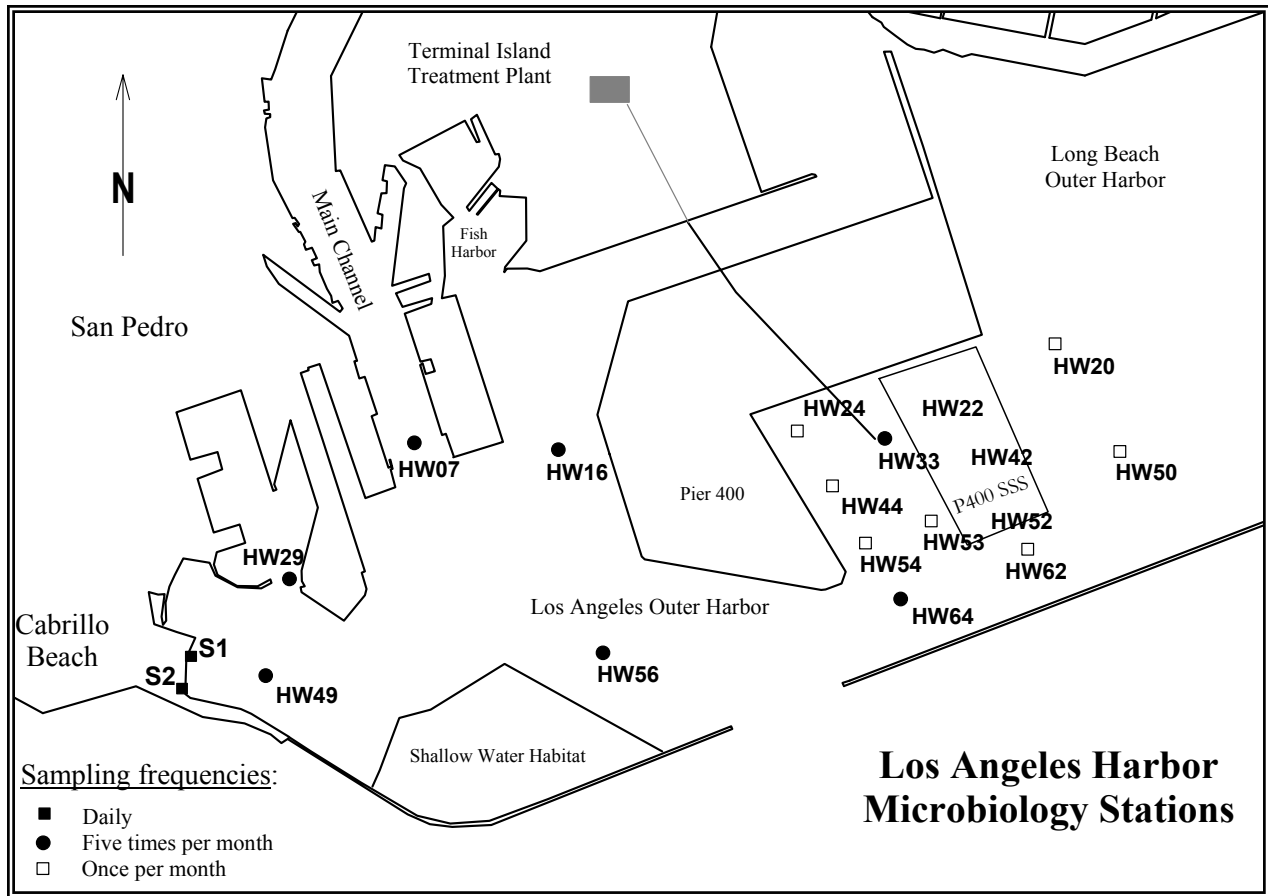 Terminal Island
Treatment Plant
Long Beach
Outer Harbor
N
Main Channel
Fish
Harbor
San Pedro
HW20
HW24
HW22
HW07
HW16
HW33
HW42
HW50
Pier 400
HW44
P400 SSS
HW52
HW53
HW29
HW54
HW62
Los Angeles Outer Harbor
HW64
Cabrillo
Beach
S1
S2
HW49
HW56
Shallow Water Habitat
Sampling frequencies:
Daily
Five times per month
Once per month
Los Angeles Harbor
Microbiology Stations